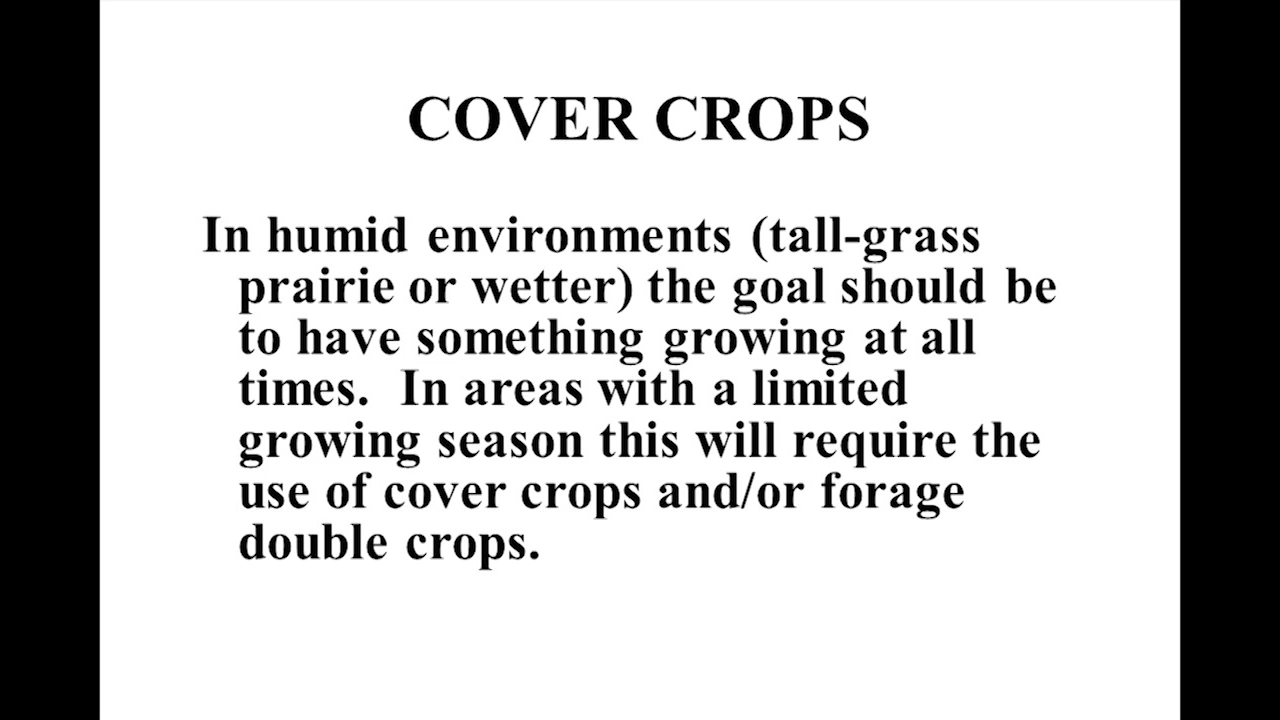 COVER CROPS
In humid environments (tall-grass
prairie or wetter) the goal should be
to have something growing at all
times.  In areas with a limited
growing season this will require the
use of cover crops and/or forage
double crops.